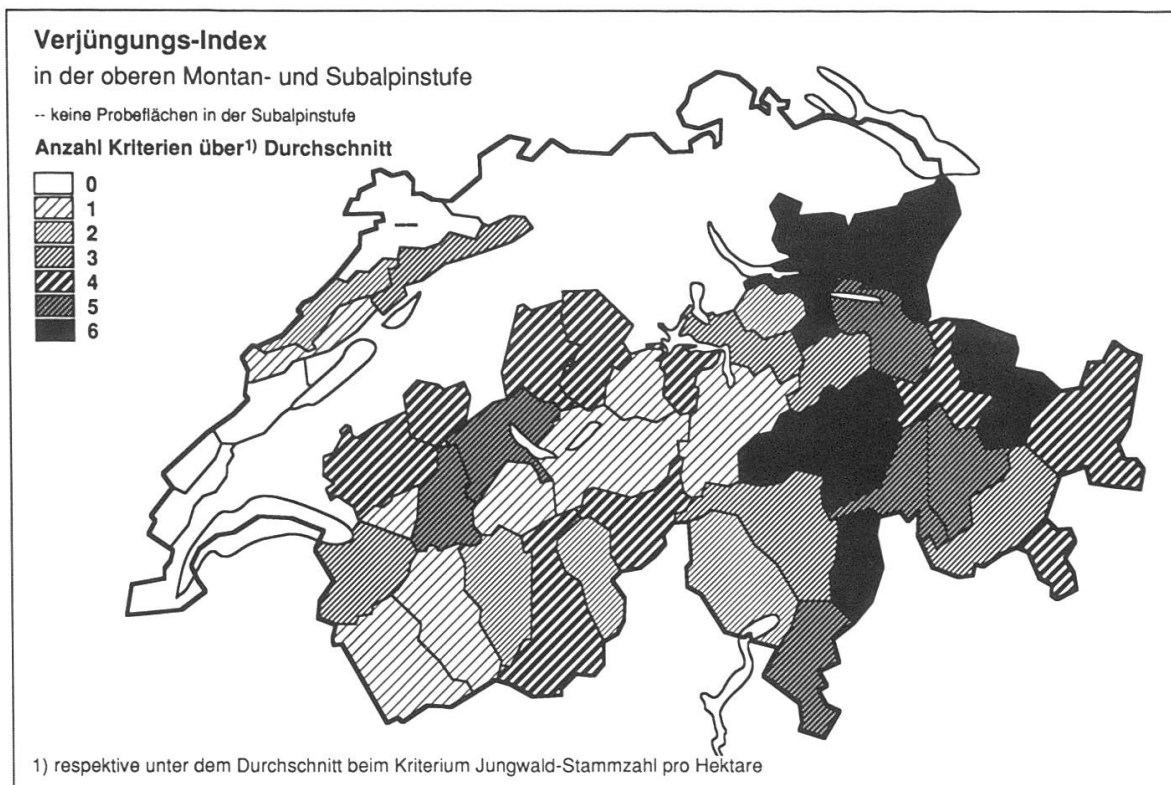 Verjüngungs-Index
in der oberen Montan- und Subalpinstufe
-- keine Probeflächen in der Subalpinstufe
Anzahl Kriterien über1) Durchschnitt
0
1
2
3
4
5
6
--
1) respektive unter dem Durchschnitt beim Kriterium Jungwald-Stammzahl pro Hektare